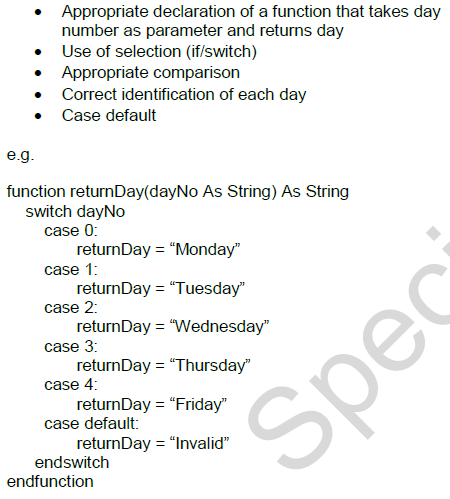 • Appropriate declaration of a function that takes day
number as parameter and returns day
• Use of selection (if/switch)
• Appropriate comparison
• Correct identification of each day
• Case default
e.g.
function returnDay(dayNo As String) As String
switch dayNo
case 0:
returnDay = “Monday”
case 1:
returnDay = “Tuesday”
case 2:
returnDay = “Wednesday”
case 3:
returnDay = “Thursday”
case 4:
returnDay = “Friday”
case default:
returnDay = “Invalid”
endswitch
endfunction
Speci